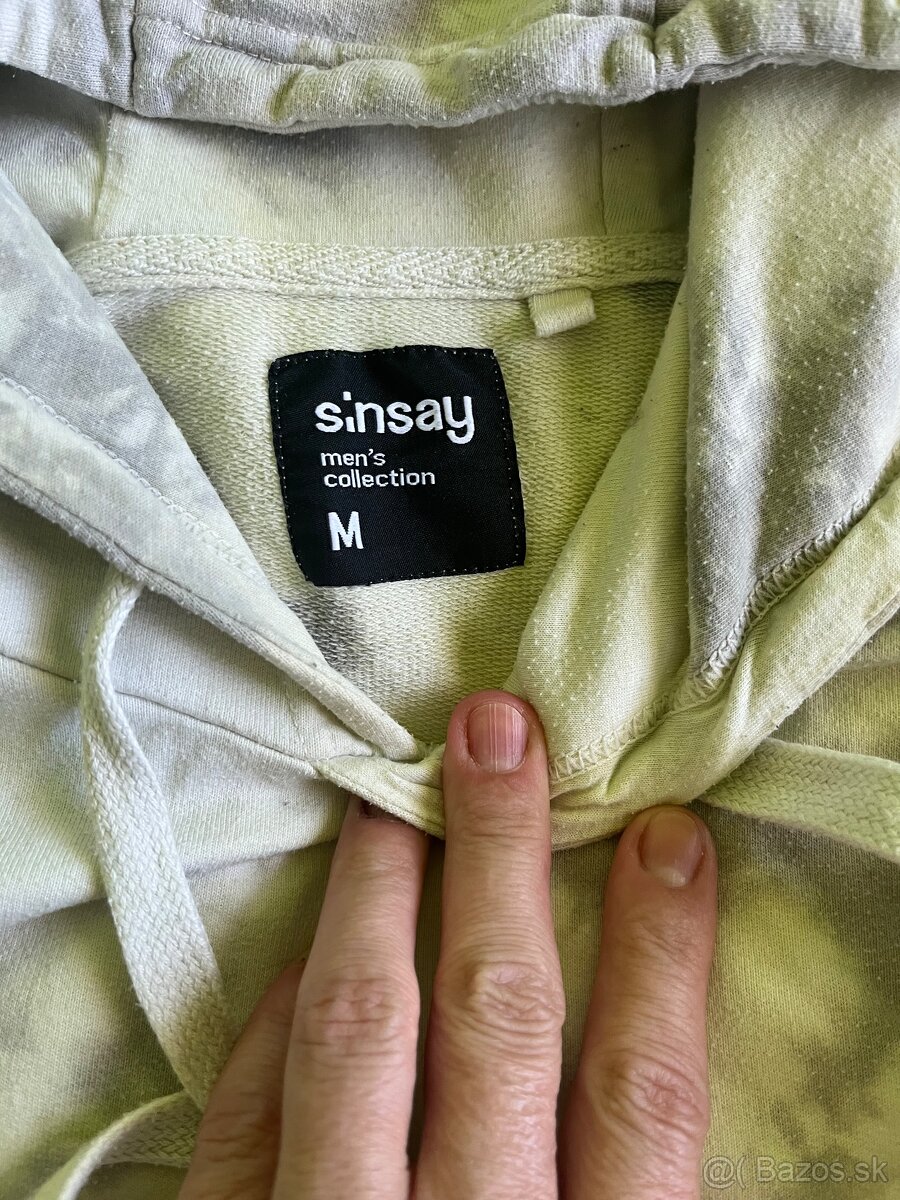 sinsay
men's
collection
M
@( Bazos.sk